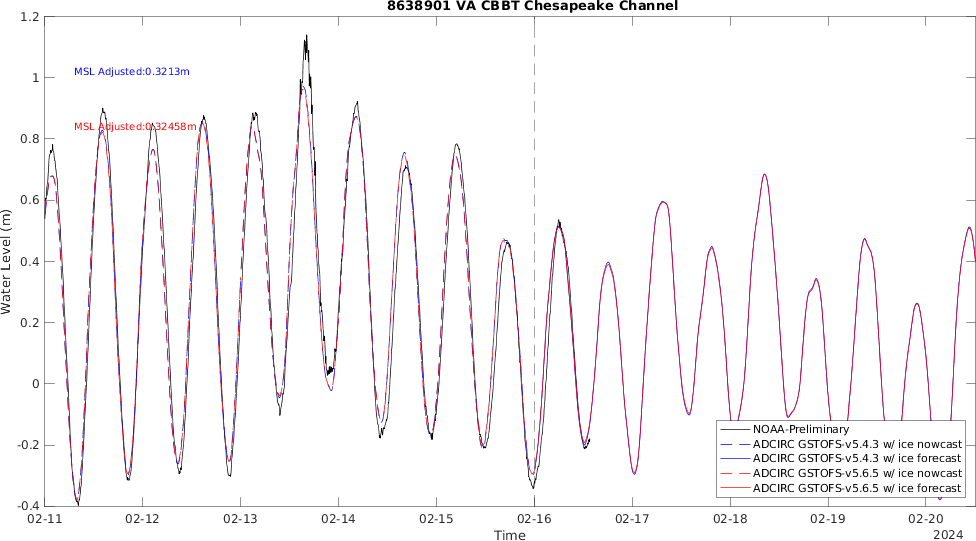 8638901 VA CBBT Chesapeake Channel
1.2
1
0.8
0.6
0.4
0.2
0
-0.2
-0.4
Water Level (m)
MSL Adjusted:0.3213m
MSL Adjusted:0.32458m
NOAA-Preliminary
ADCIRC GSTOFS-v5.4.3 w/ ice nowcast
ADCIRC GSTOFS-v5.4.3 w/ ice forecast
ADCIRC GSTOFS-v5.6.5 w/ ice nowcast
ADCIRC GSTOFS-v5.6.5 w/ ice forecast
02-11 02-12 02-13 02-14 02-15 02-16 02-17 02-18 02-19 02-20
Time
2024